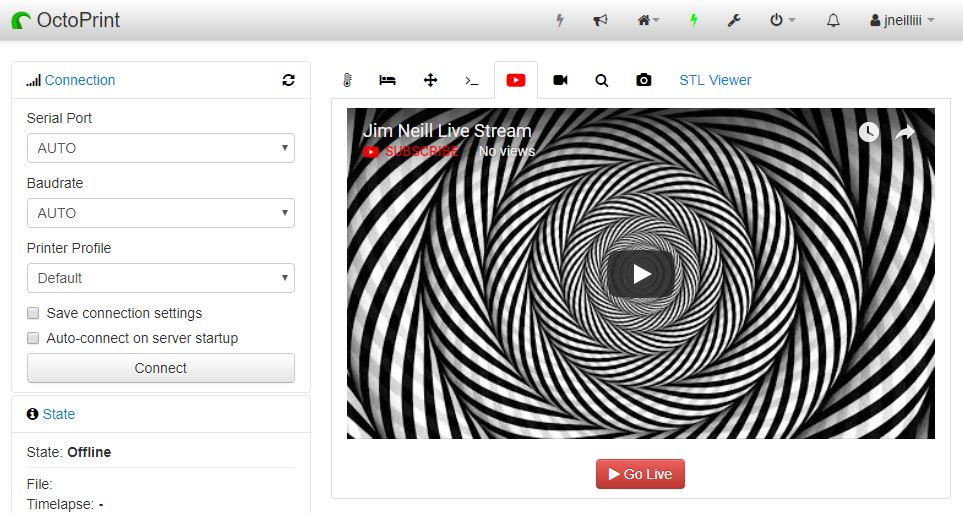 OctoPrint
jneilliii
Connection
Serial Port
AUTO
Baudrate
AUTO
Printer Profile
Default
Save connection settings
Auto-connect on server startup
Connect
State
State: Offline
File:
Timelapse: -
STL Viewer
Jim Neill Live Stream
SUBSCRIBE No views
Go Live